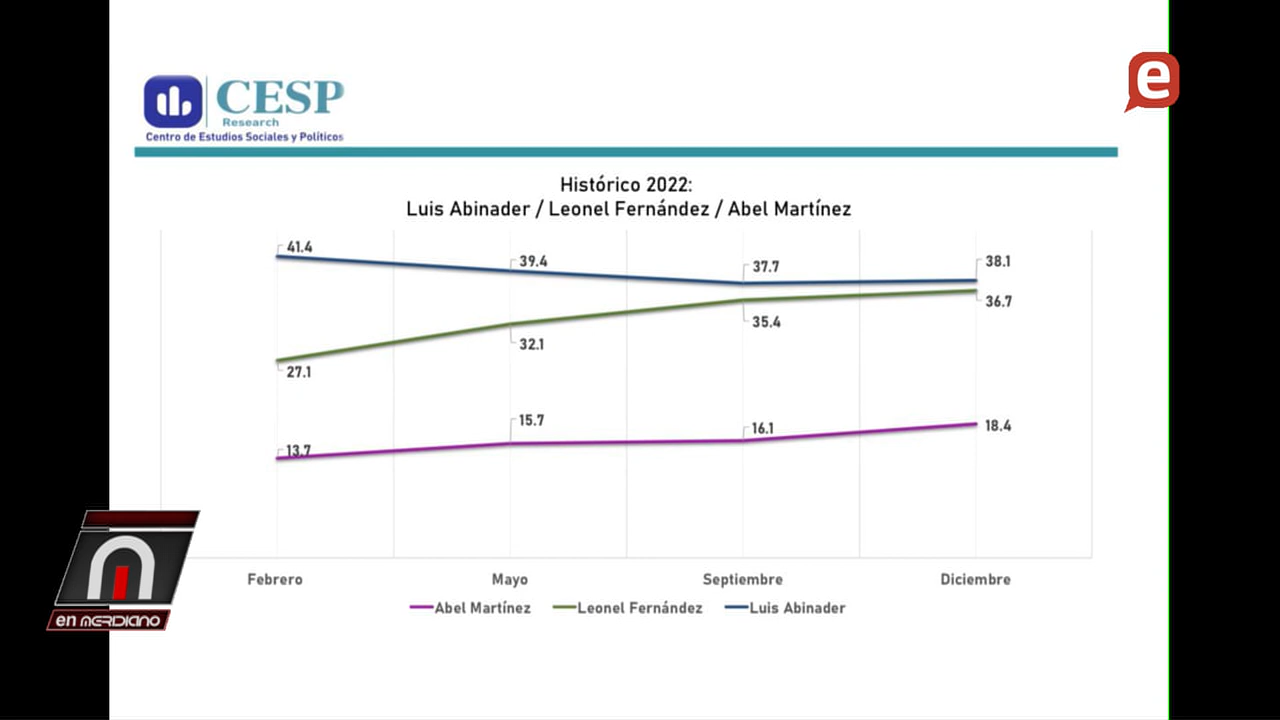 CESP
Research
Centro de Estudios Sociales y Políticos
e
Histórico 2022:
Luis Abinader / Leonel Fernández / Abel Martínez
41.4
39.4
37.7
38.1
27.1
32.1
35.4
36.7
13.7
15.7
16.1
18.4
Febrero Mayo Septiembre Diciembre
Abel Martínez Leonel Fernández Luis Abinader
en MERIDIANO